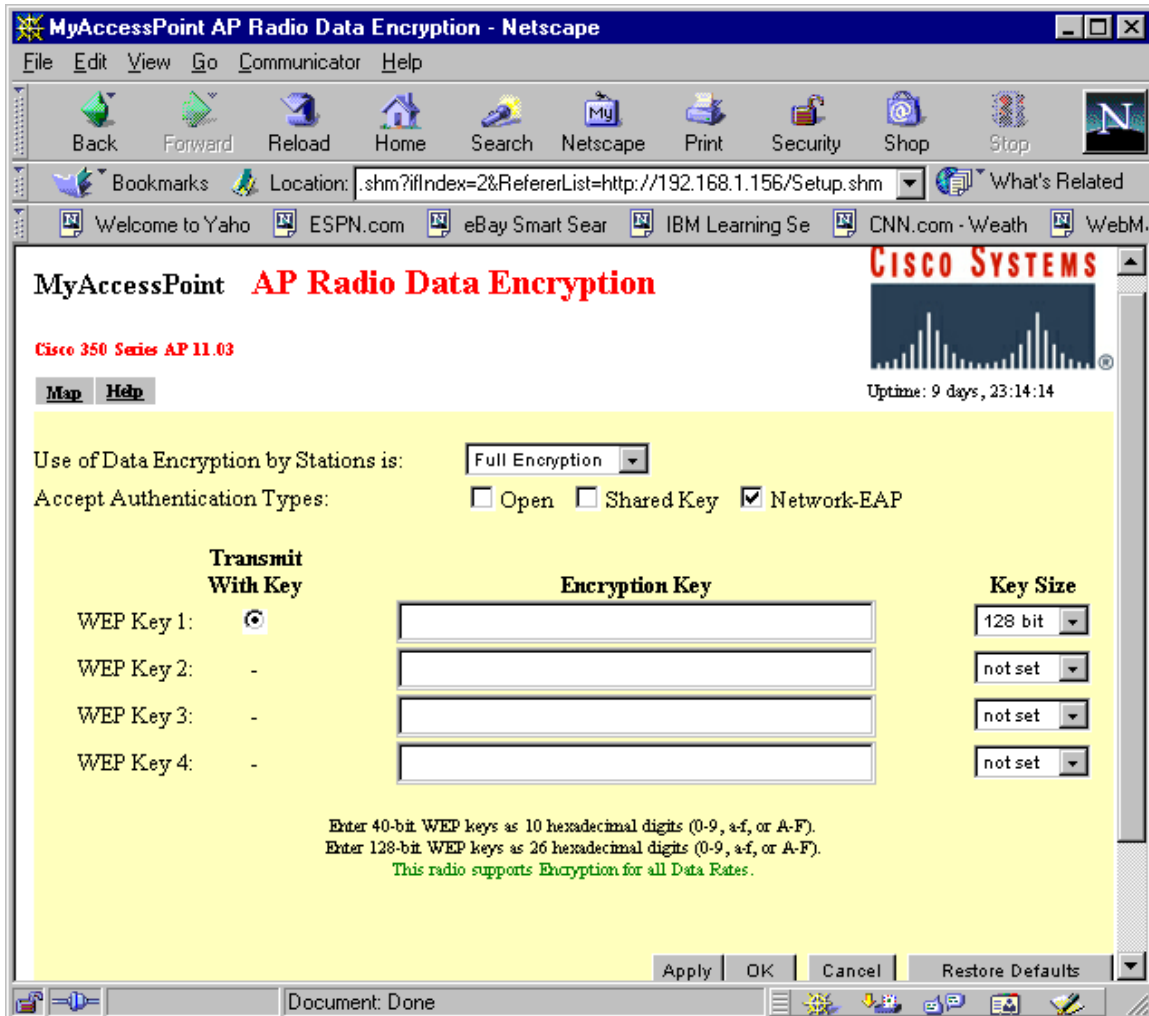 MyAccessPoint AP Radio Data Encryption - Netscape
File Edit View Go Communicator Help
My
N
Back Forward Reload Home Search Netscape Print Security Shop Stop
Bookmarks Location: .shm?ifIndex=2&RefererList=http://192.168.1.156/Setup.shm What's Related
Welcome to Yaho ESPN.com eBay Smart Sear IBM Learning Se CNN.com - Weath WebM
MyAccessPoint AP Radio Data Encryption
CISCO SYSTEMS
®
Cisco 350 Series AP 11.03
Map Help
Uptime: 9 days, 23:14:14
Use of Data Encryption by Stations is: Full Encryption
Accept Authentication Types: Open Shared Key Network-EAP
Transmit
With Key Encryption Key Key Size
WEP Key 1: 128 bit
WEP Key 2: - not set
WEP Key 3: - not set
WEP Key 4: - not set
Enter 40-bit WEP keys as 10 hexadecimal digits (0-9, a-f, or A-F).
Enter 128-bit WEP keys as 26 hexadecimal digits (0-9, a-f, or A-F).
This radio supports Encryption for all Data Rates.
Apply OK Cancel Restore Defaults
Document: Done